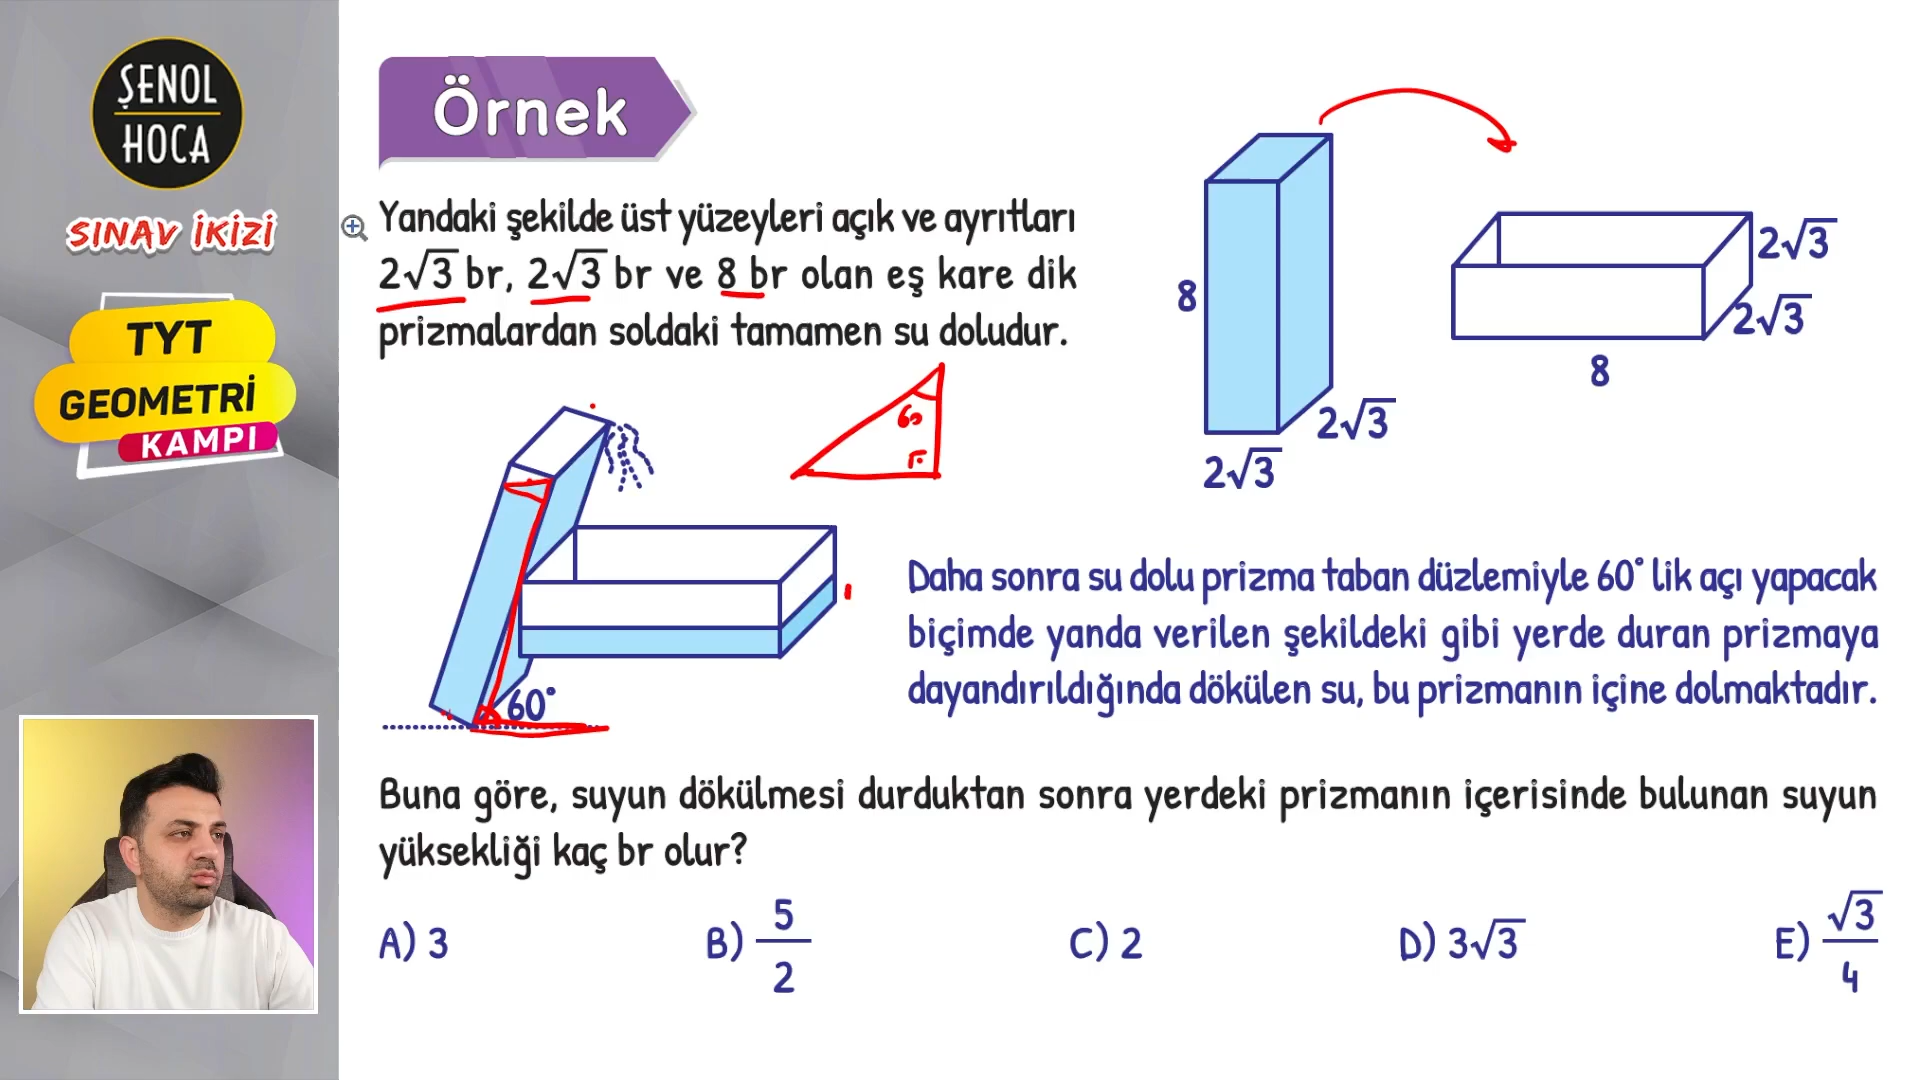 ŞENOL
HOCA
SINAV İKİZİ
TYT
GEOMETRİ
KAMPI
Örnek
Yandaki şekilde üst yüzeyleri açık ve ayrıtları
2√3 br, 2√3 br ve 8 br olan eş kare dik
prizmalardan soldaki tamamen su doludur.
8
2√3
2√3
2√3
2√3
8
60
60°
Daha sonra su dolu prizma taban düzlemiyle 60° lik açı yapacak
biçimde yanda verilen şekildeki gibi yerde duran prizmaya
dayandırıldığında dökülen su, bu prizmanın içine dolmaktadır.
Buna göre, suyun dökülmesi durduktan sonra yerdeki prizmanın içerisinde bulunan suyun
yüksekliği kaç br olur?
A) 3 B) 5/2 C) 2 D) 3√3 E) √3/4